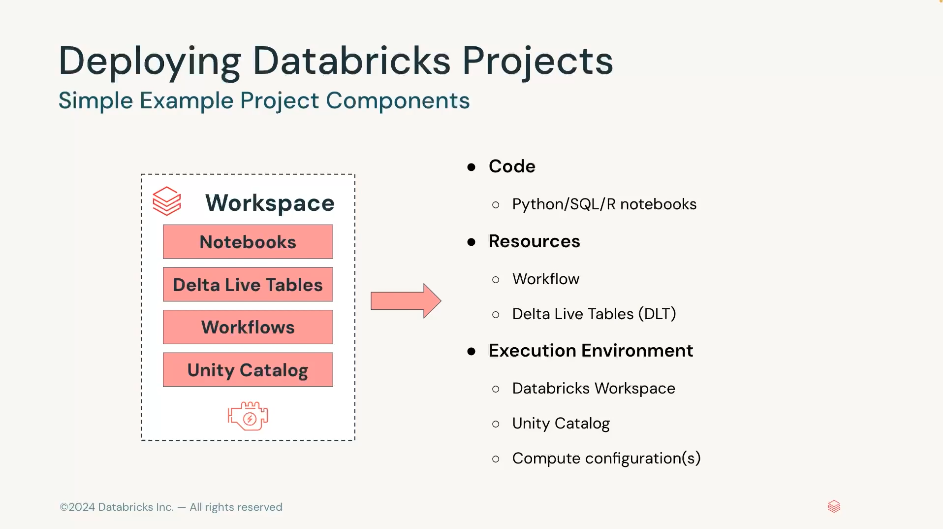 Deploying Databricks Projects
Simple Example Project Components
Workspace
Notebooks
Delta Live Tables
Workflows
Unity Catalog
● Code
○ Python/SQL/R notebooks
● Resources
○ Workflow
○ Delta Live Tables (DLT)
● Execution Environment
○ Databricks Workspace
○ Unity Catalog
○ Compute configuration(s)
©2024 Databricks Inc. — All rights reserved